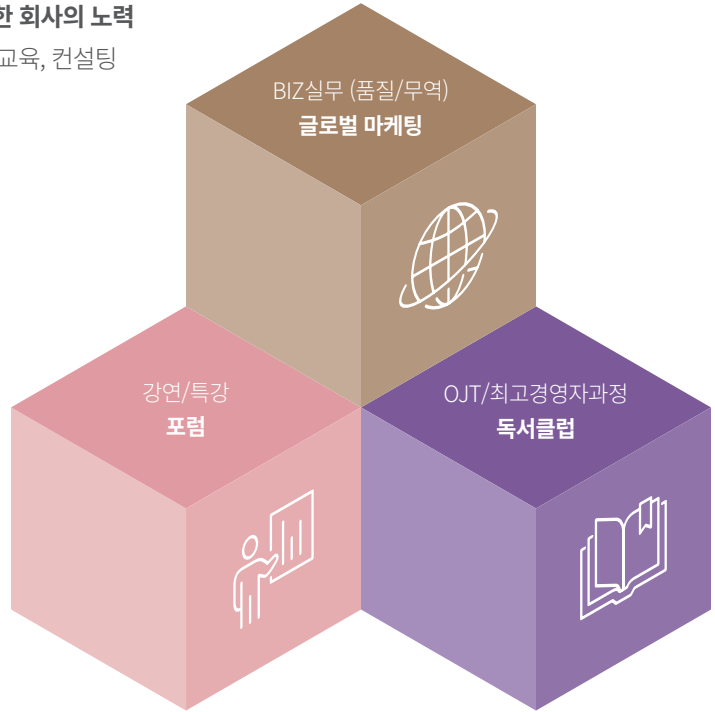 한 회사의 노력
교육, 컨설팅
BIZ실무 (품질/무역)
글로벌 마케팅
강연/특강
포럼
OJT/최고경영자과정
독서클럽